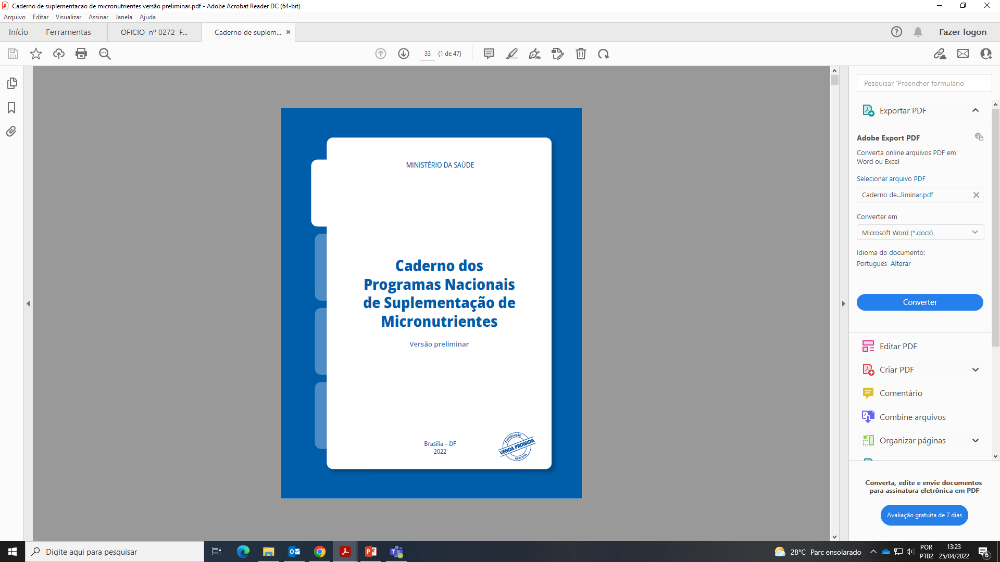 Caderno de suplementacao de micronutrientes versão preliminar.pdf - Adobe Acrobat Reader DC (64-bit)
Arquivo Editar Visualizar Assinar Janela Ajuda
Início Ferramentas OFICIO nº 0272 F... Caderno de suplem... Fazer logon
33 (1 de 47)
MINISTÉRIO DA SAÚDE
Caderno dos
Programas Nacionais
de Suplementação de
Micronutrientes
Versão preliminar
Brasília – DF
2022
DISTRIBUIÇÃO
VENDA PROIBIDA
GRATUITA
Pesquisar 'Preencher formulário'
Exportar PDF
Adobe Export PDF
Converta online arquivos PDF em
Word ou Excel
Selecionar arquivo PDF
Caderno de...liminar.pdf
Converter em
Microsoft Word (*.docx)
Idioma do documento:
Português Alterar
Converter
Editar PDF
Criar PDF
Comentário
Combine arquivos
Organizar páginas
Converta, edite e envie documentos
para assinatura eletrônica em PDF
Avaliação gratuita de 7 dias
Digite aqui para pesquisar
28°C Parc ensolarado
POR
PTB2
13:23
25/04/2022
6